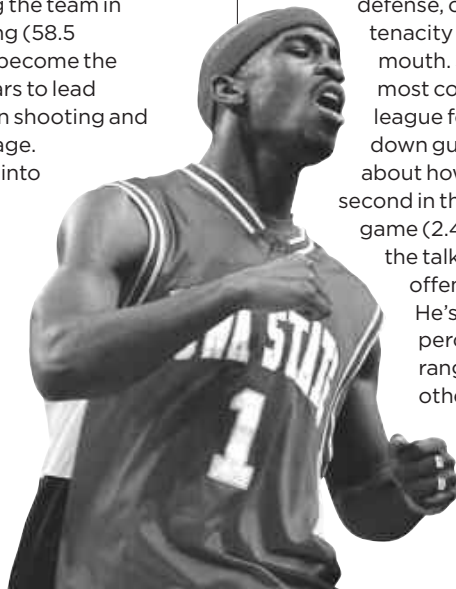 g the team in
ng (58.5
become the
ars to lead
n shooting and
age.
into
defense, c
tenacity
mouth.
most co
league fo
down gu
about how
second in th
game (2.4
the talk
offer
He's
perc
rang
othe
WA STAT
1